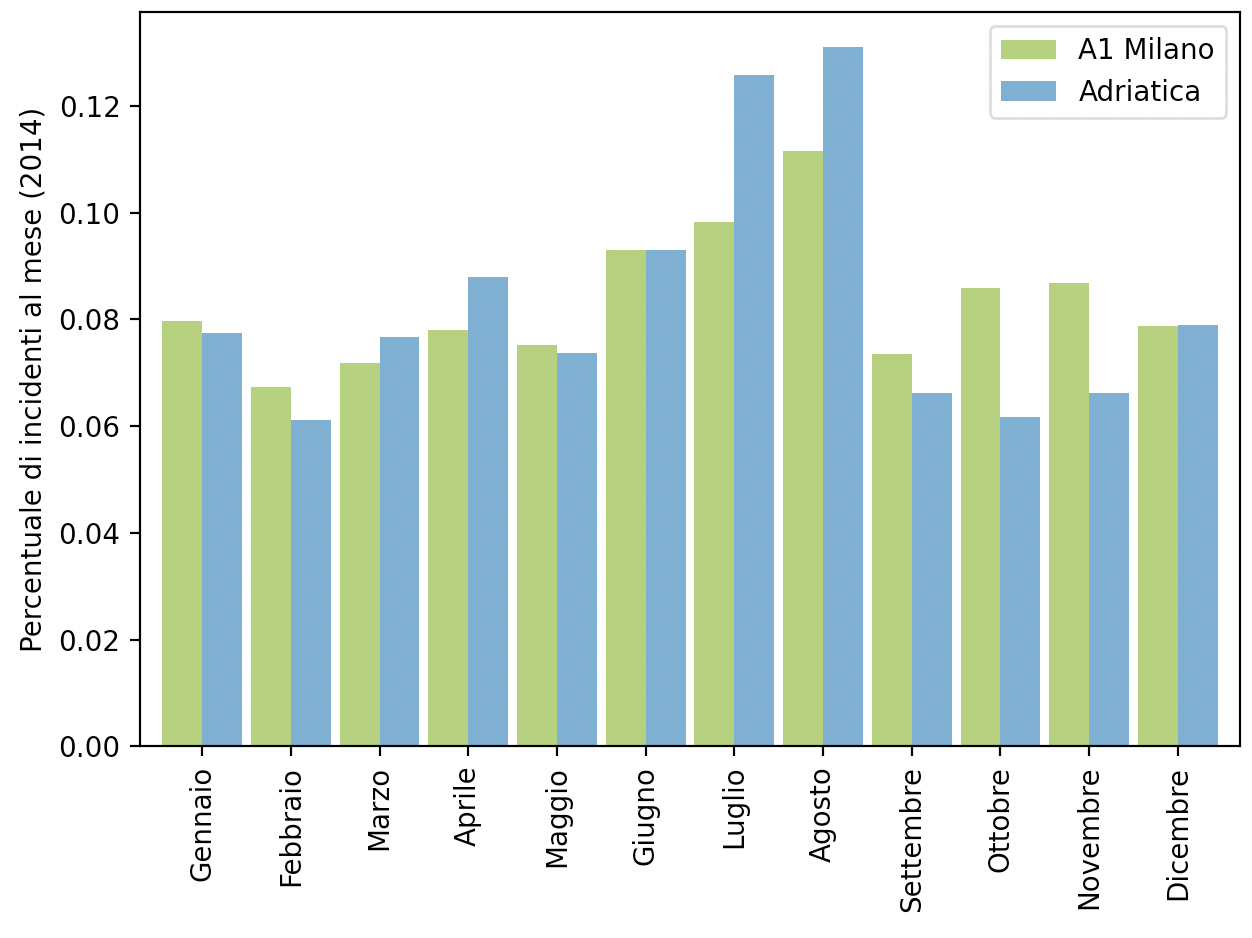 A1 Milano
Adriatica
Percentuale di incidenti al mese (2014)
0.12
0.10
0.08
0.06
0.04
0.02
0.00
Gennaio
Febbraio
Marzo
Aprile
Maggio
Giugno
Luglio
Agosto
Settembre
Ottobre
Novembre
Dicembre